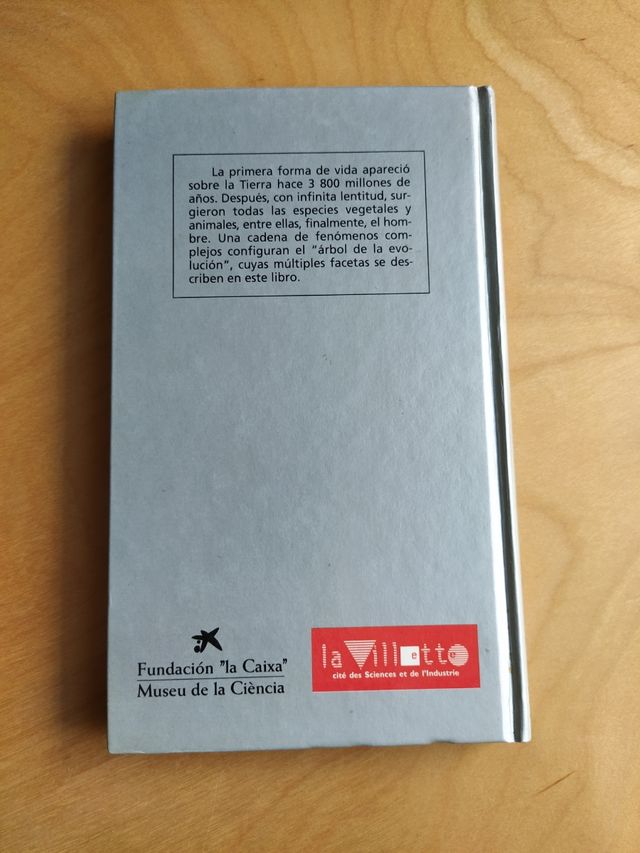 La primera forma de vida apareció
sobre la Tierra hace 3 800 millones de
años. Después, con infinita lentitud, sur-
gieron todas las especies vegetales y
animales, entre ellas, finalmente, el hom-
bre. Una cadena de fenómenos com-
plejos configuran el "árbol de la evo-
lución", cuyas múltiples facetas se des-
criben en este libro.
Fundación "la Caixa"
Museu de la Ciència
la Villette
cité des Sciences et de l'Industrie